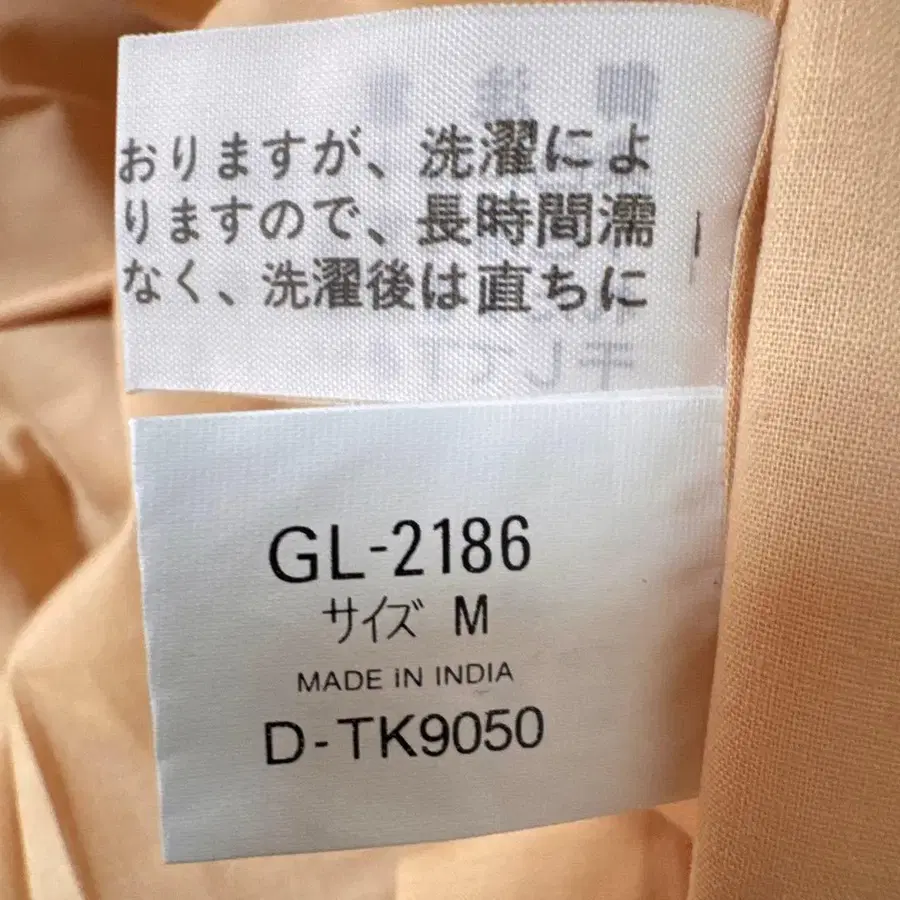 おりますが、洗濯によ
りますので、長時間濡
なく、洗濯後は直ちに
GL-2186
サイズ M
MADE iN INDIA
D-TK9050